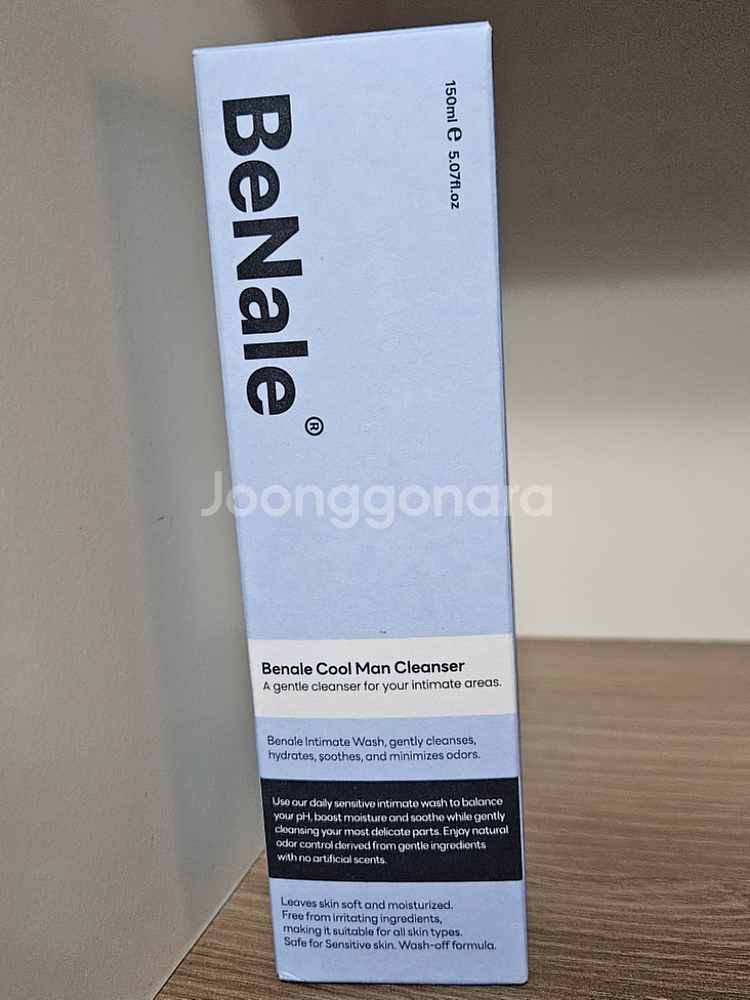 BeNale®
150ml e 5.07fl.oz
Joonggonara
Benale Cool Man Cleanser
A gentle cleanser for your intimate areas.
Benale Intimate Wash, gently cleanses,
hydrates, soothes, and minimizes odors.
Use our daily sensitive intimate wash to balance
your pH, boost moisture and soothe while gently
cleansing your most delicate parts. Enjoy natural
odor control derived from gentle ingredients
with no artificial scents.
Leaves skin soft and moisturized.
Free from irritating ingredients,
making it suitable for all skin types.
Safe for Sensitive skin. Wash-off formula.